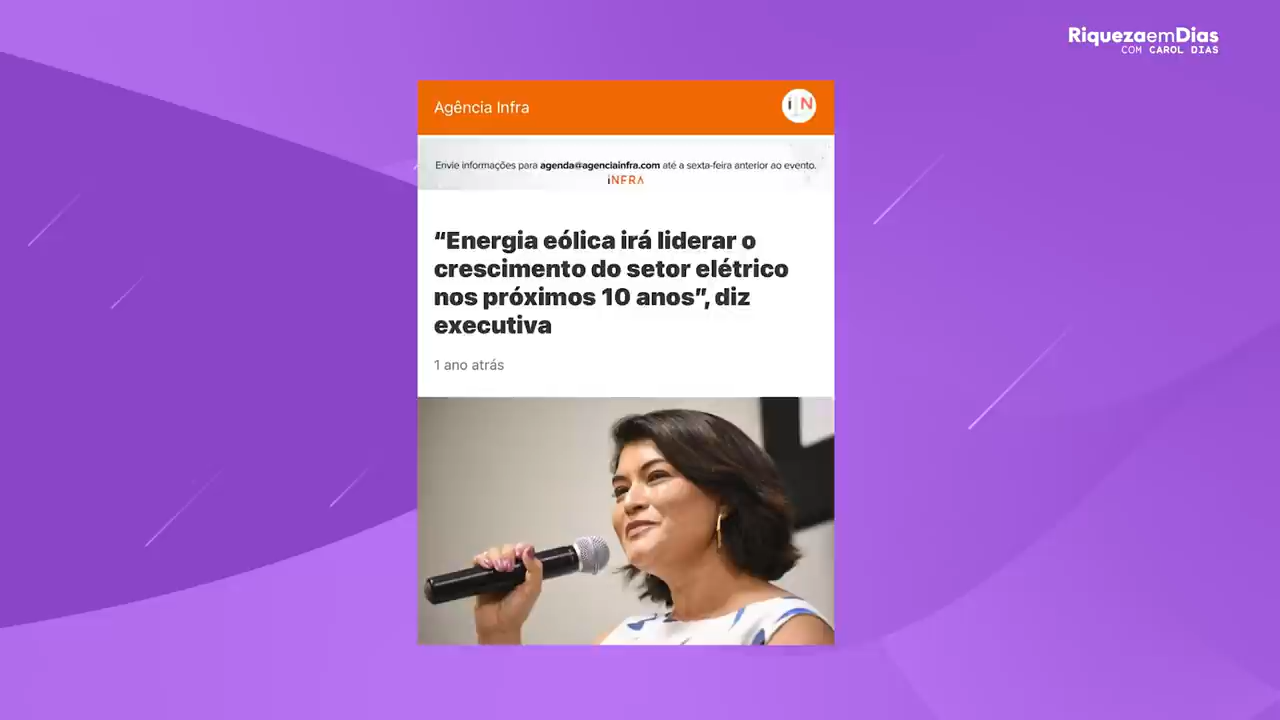 RiquezaemDias
COM CAROL DIAS
Agência Infra
iN
Envie informações para agenda@agenciainfra.com até a sexta-feira anterior ao evento.
iNFRA
“Energia eólica irá liderar o
crescimento do setor elétrico
nos próximos 10 anos”, diz
executiva
1 ano atrás